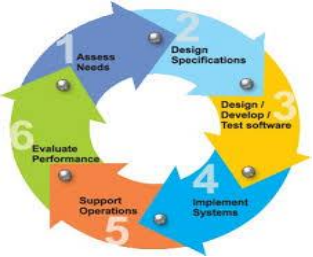 1
Assess
Needs
2
Design
Specifications
3
Design /
Develop /
Test software
4
Implement
Systems
5
Support
Operations
6
Evaluate
Performance